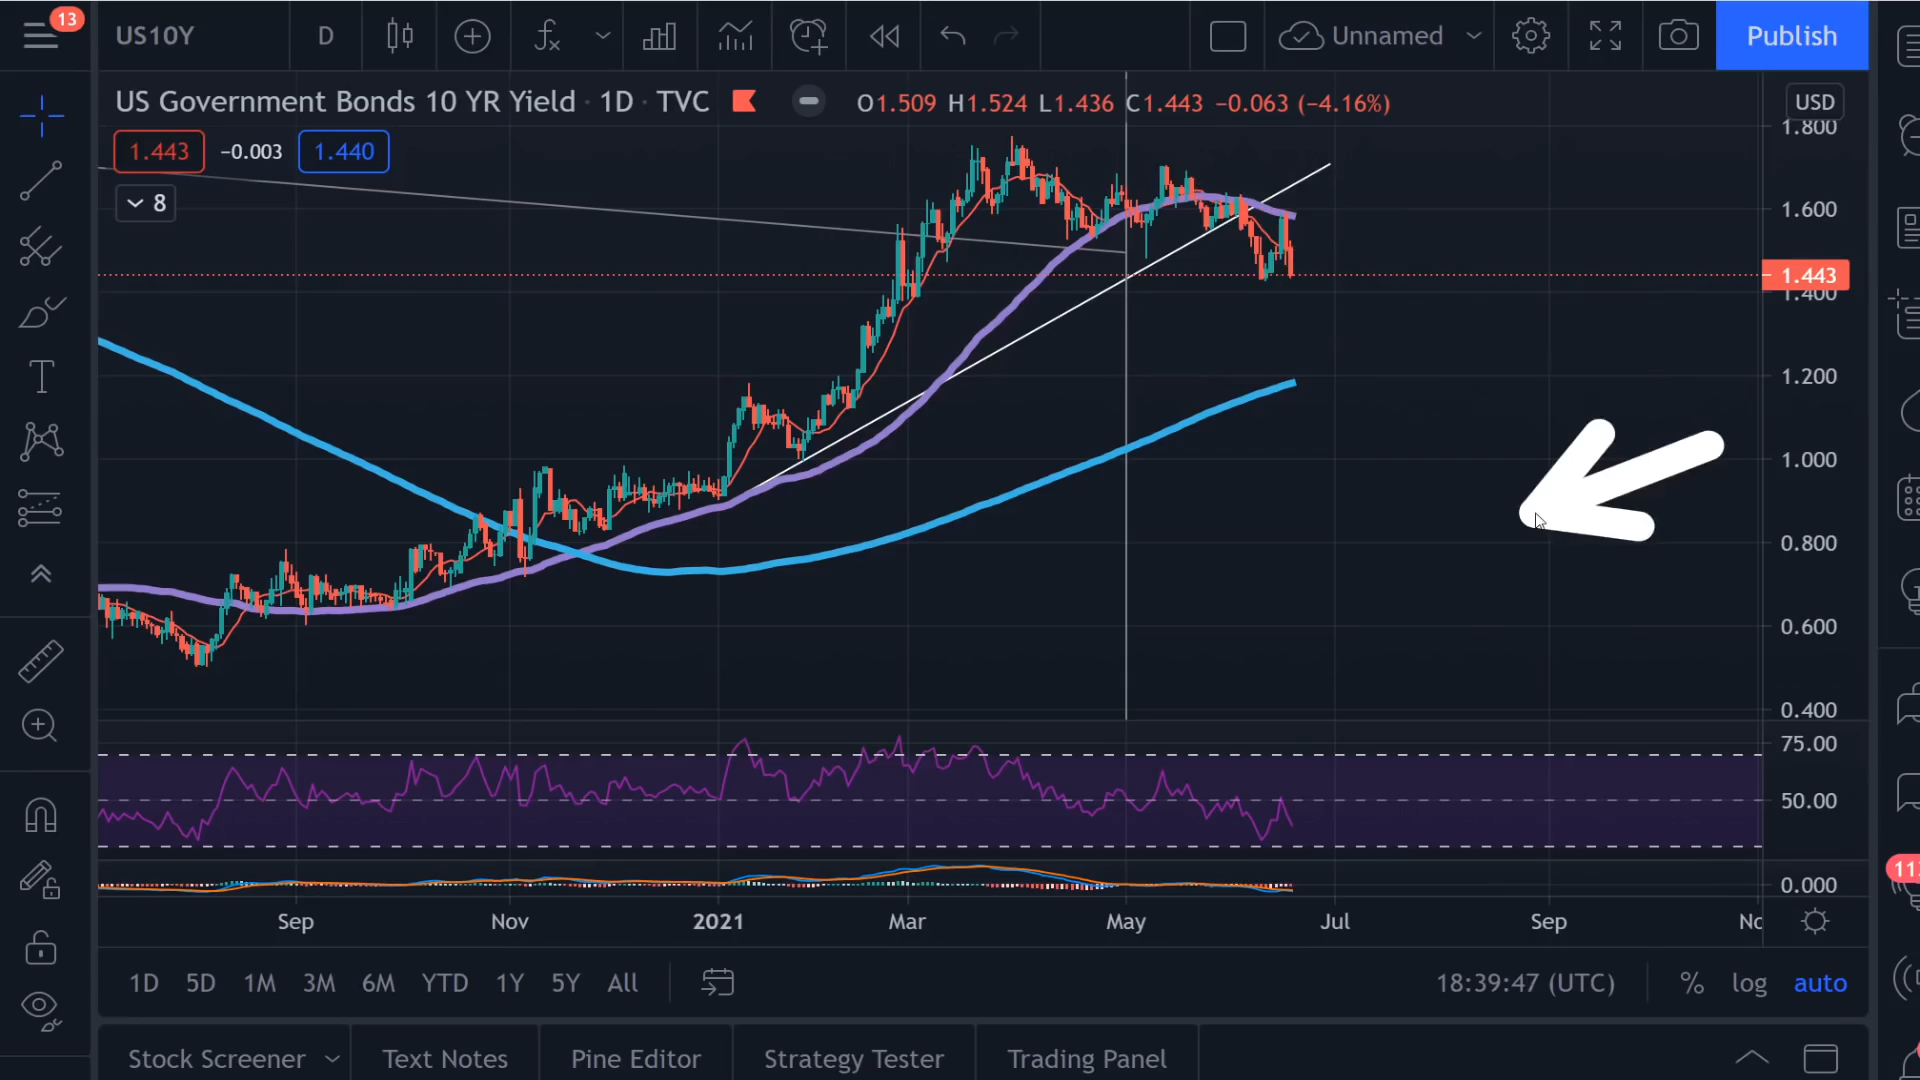 13
US10Y
D
Unnamed
Publish
US Government Bonds 10 YR Yield · 1D · TVC
O1.509 H1.524 L1.436 C1.443 −0.063 (−4.16%)
USD
1.443 −0.003 1.440
8
1.800
1.600
1.443
1.400
1.200
1.000
0.800
0.600
0.400
75.00
50.00
0.000
Sep Nov 2021 Mar May Jul Sep
1D 5D 1M 3M 6M YTD 1Y 5Y All
18:39:47 (UTC) % log auto
Stock Screener Text Notes Pine Editor Strategy Tester Trading Panel